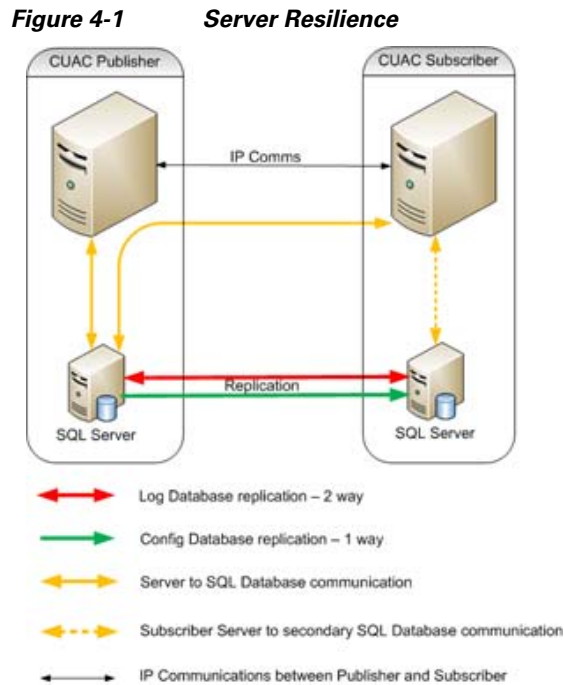 Figure 4-1 Server Resilience
CUAC Publisher
CUAC Subscriber
IP Comms
Replication
SQL Server
SQL Server
Log Database replication – 2 way
Config Database replication – 1 way
Server to SQL Database communication
Subscriber Server to secondary SQL Database communication
IP Communications between Publisher and Subscriber